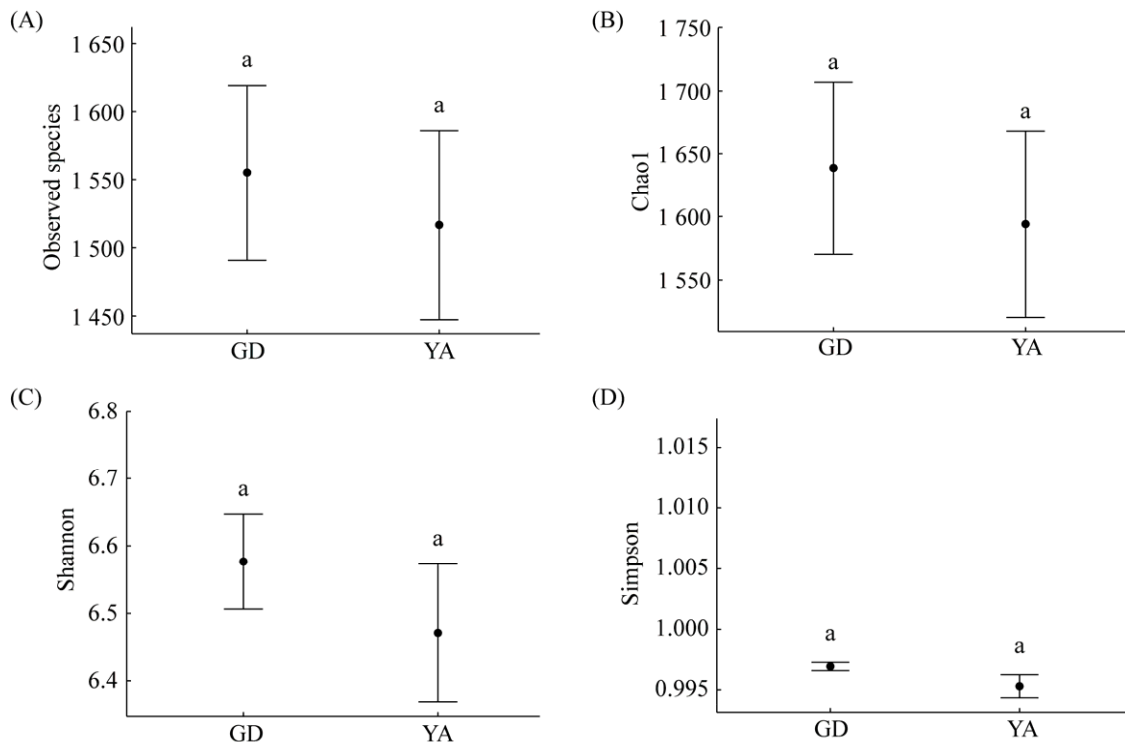 (A)
1 650
1 600
1 550
1 500
1 450
Observed species
a
a
GD
YA
(B)
1 750
1 700
1 650
1 600
1 550
Chao1
a
a
GD
YA
(C)
6.8
6.7
6.6
6.5
6.4
Shannon
a
a
GD
YA
(D)
1.015
1.010
1.005
1.000
0.995
Simpson
a
a
GD
YA